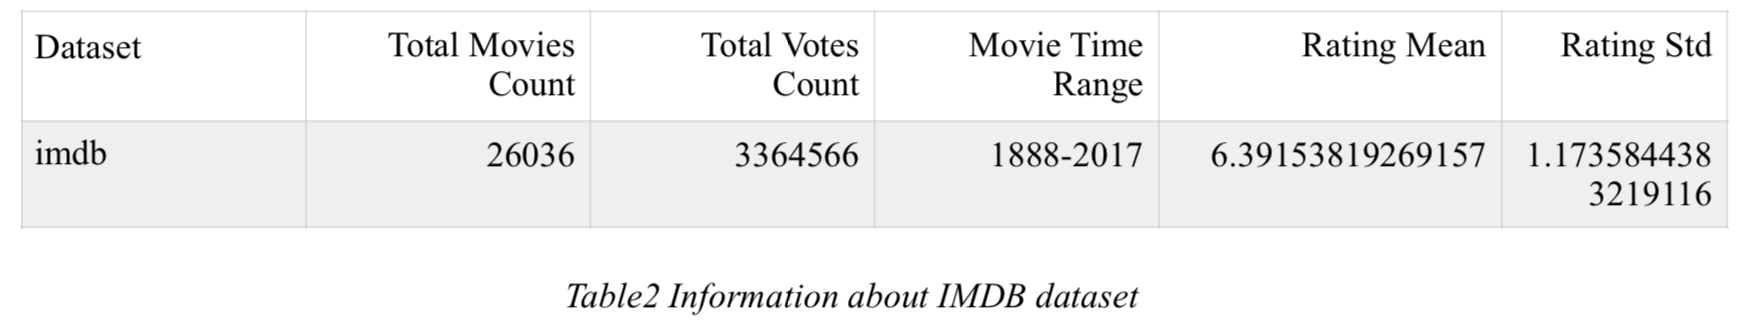 Dataset Total Movies Count Total Votes Count Movie Time Range Rating Mean Rating Std
imdb 26036 3364566 1888-2017 6.39153819269157 1.1735844383219116
Table2 Information about IMDB dataset